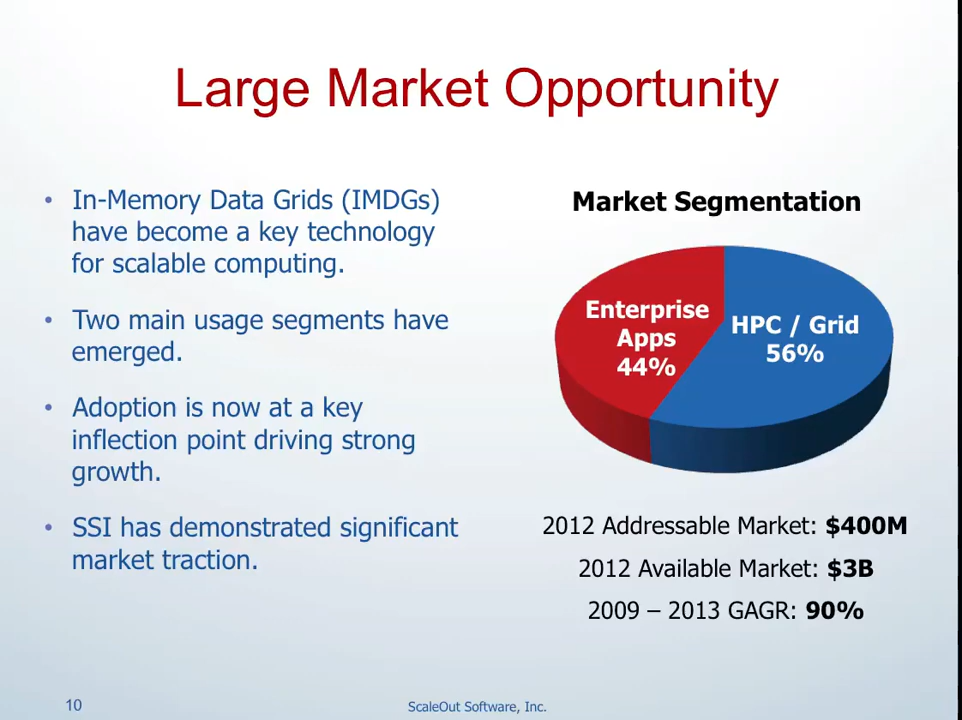 Large Market Opportunity
• In-Memory Data Grids (IMDGs)
have become a key technology
for scalable computing.
• Two main usage segments have
emerged.
• Adoption is now at a key
inflection point driving strong
growth.
• SSI has demonstrated significant
market traction.
Market Segmentation
Enterprise
Apps
44%
HPC / Grid
56%
2012 Addressable Market: $400M
2012 Available Market: $3B
2009 – 2013 GAGR: 90%
10
ScaleOut Software, Inc.